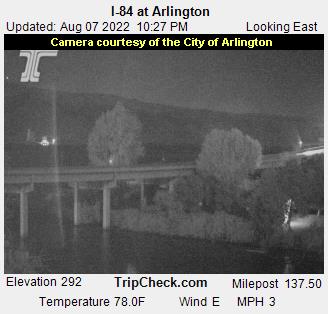 I-84 at Arlington
Updated: Aug 07 2022 10:27 PM Looking East
Camera courtesy of the City of Arlington
Elevation 292 TripCheck.com Milepost 137.50
Temperature 78.0F Wind E MPH 3